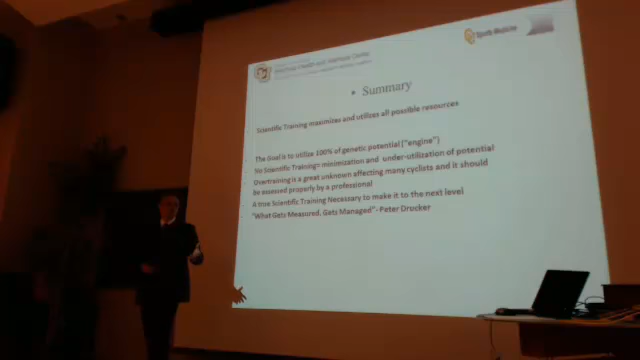 Sports Medicine
• Summary
Scientific Training maximizes and utilizes all possible resources
The Goal is to utilize 100% of genetic potential ("engine")
No Scientific Training= minimization and under-utilization of potential
Overtraining is a great unknown affecting many cyclists and it should
be assessed properly by a professional
A true Scientific Training Necessary to make it to the next level
"What Gets Measured, Gets Managed"- Peter Drucker